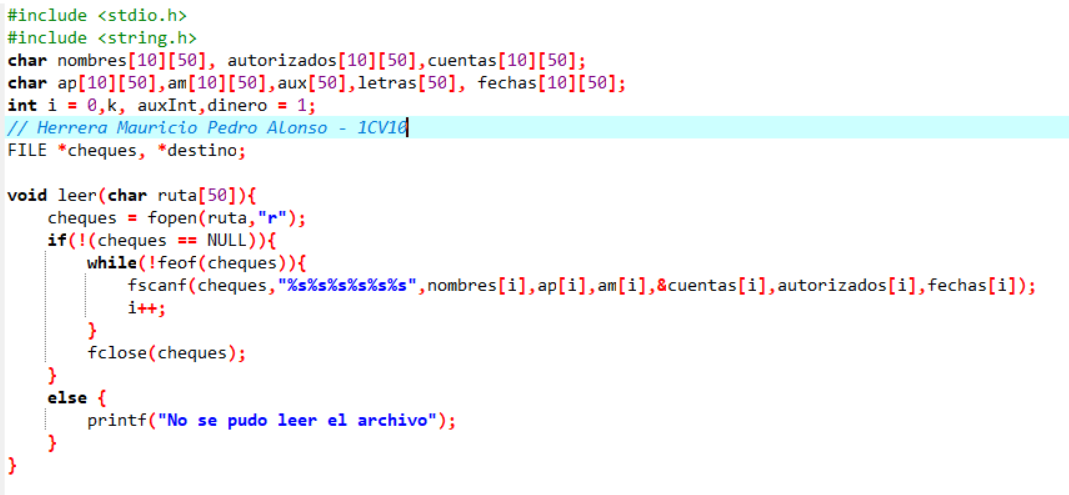 #include <stdio.h>
#include <string.h>
char nombres[10][50], autorizados[10][50],cuentas[10][50];
char ap[10][50],am[10][50],aux[50],letras[50], fechas[10][50];
int i = 0,k, auxInt,dinero = 1;
// Herrera Mauricio Pedro Alonso - 1CV10
FILE *cheques, *destino;

void leer(char ruta[50]){
    cheques = fopen(ruta,"r");
    if(!(cheques == NULL)){
        while(!feof(cheques)){
            fscanf(cheques,"%s%s%s%s%s%s",nombres[i],ap[i],am[i],&cuentas[i],autorizados[i],fechas[i]);
            i++;
        }
        fclose(cheques);
    }
    else {
        printf("No se pudo leer el archivo");
    }
}